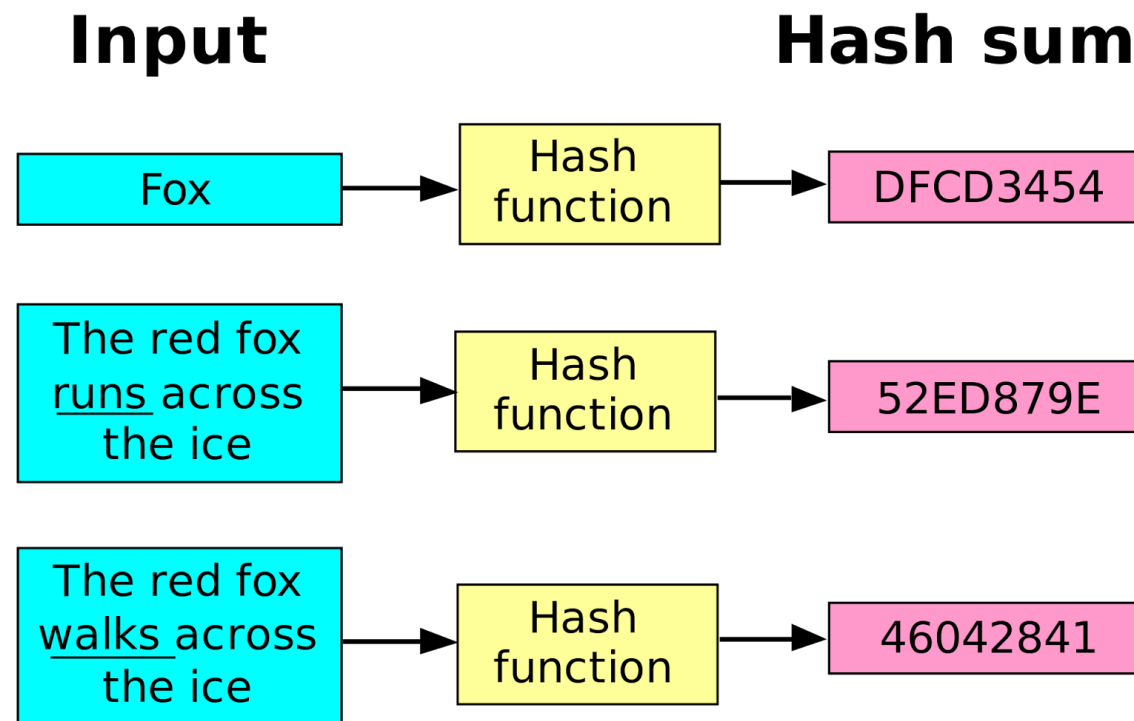 Input
Hash sum
Fox
Hash
function
DFCD3454
The red fox
runs across
the ice
Hash
function
52ED879E
The red fox
walks across
the ice
Hash
function
46042841